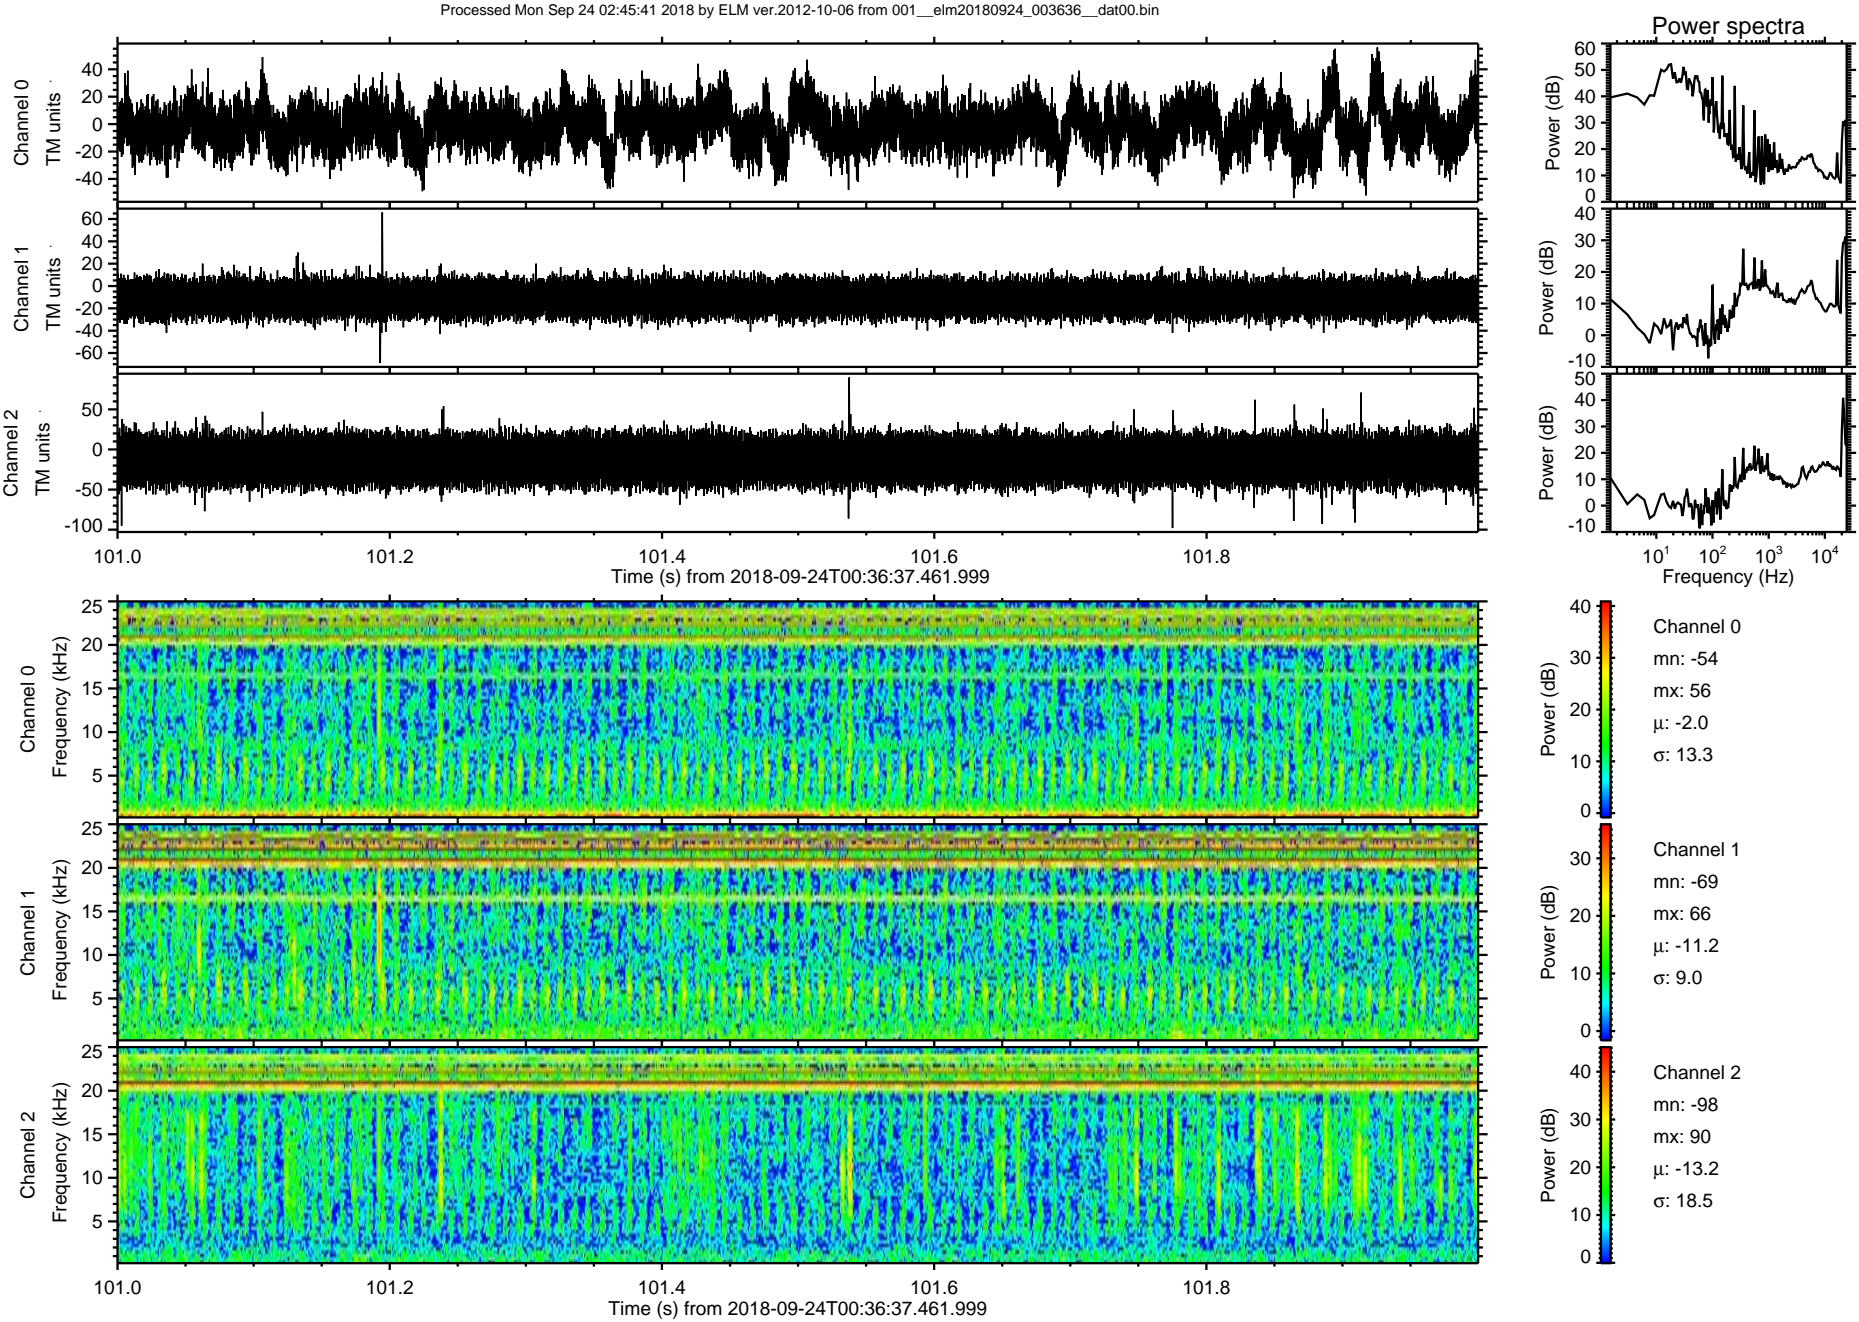 Processed Mon Sep 24 02:45:41 2018 by ELM ver.2012-10-06 from 001__elm20180924_003636__dat00.bin
Power spectra
Channel 0
TM units
40
20
0
-20
-40
Power (dB)
60
50
40
30
20
10
0
Channel 1
TM units
60
40
20
0
-20
-40
-60
Power (dB)
40
30
20
10
0
-10
Channel 2
TM units
50
0
-50
-100
Power (dB)
50
40
30
20
10
0
-10
101.0 101.2 101.4 101.6 101.8
Time (s) from 2018-09-24T00:36:37.461.999
10^1 10^2 10^3 10^4
Frequency (Hz)
Channel 0
Frequency (kHz)
25
20
15
10
5
Power (dB)
40
30
20
10
0
Channel 0
mn: -54
mx: 56
μ: -2.0
σ: 13.3
Channel 1
Frequency (kHz)
25
20
15
10
5
Power (dB)
30
20
10
0
Channel 1
mn: -69
mx: 66
μ: -11.2
σ: 9.0
Channel 2
Frequency (kHz)
25
20
15
10
5
Power (dB)
40
30
20
10
0
Channel 2
mn: -98
mx: 90
μ: -13.2
σ: 18.5
101.0 101.2 101.4 101.6 101.8
Time (s) from 2018-09-24T00:36:37.461.999